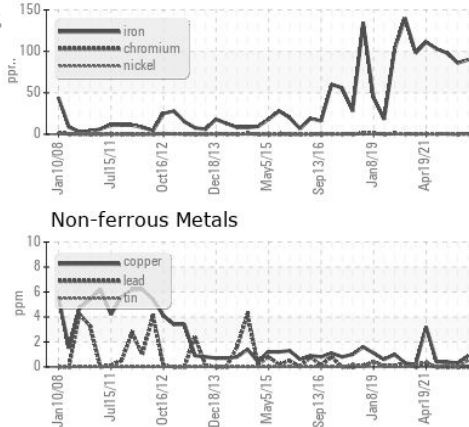 150
iron
chromium
100
nickel
50
0
Jan10/08
Jul15/11
Oct16/12
Dec18/13
May5/15
Sep13/16
Jan8/19
Apr19/21
Non-ferrous Metals
10
copper
8
lead
6
tin
ppm
4
2
0
Jan10/08
Jul15/11
Oct16/12
Dec18/13
May5/15
Sep13/16
Jan8/19
Apr19/21